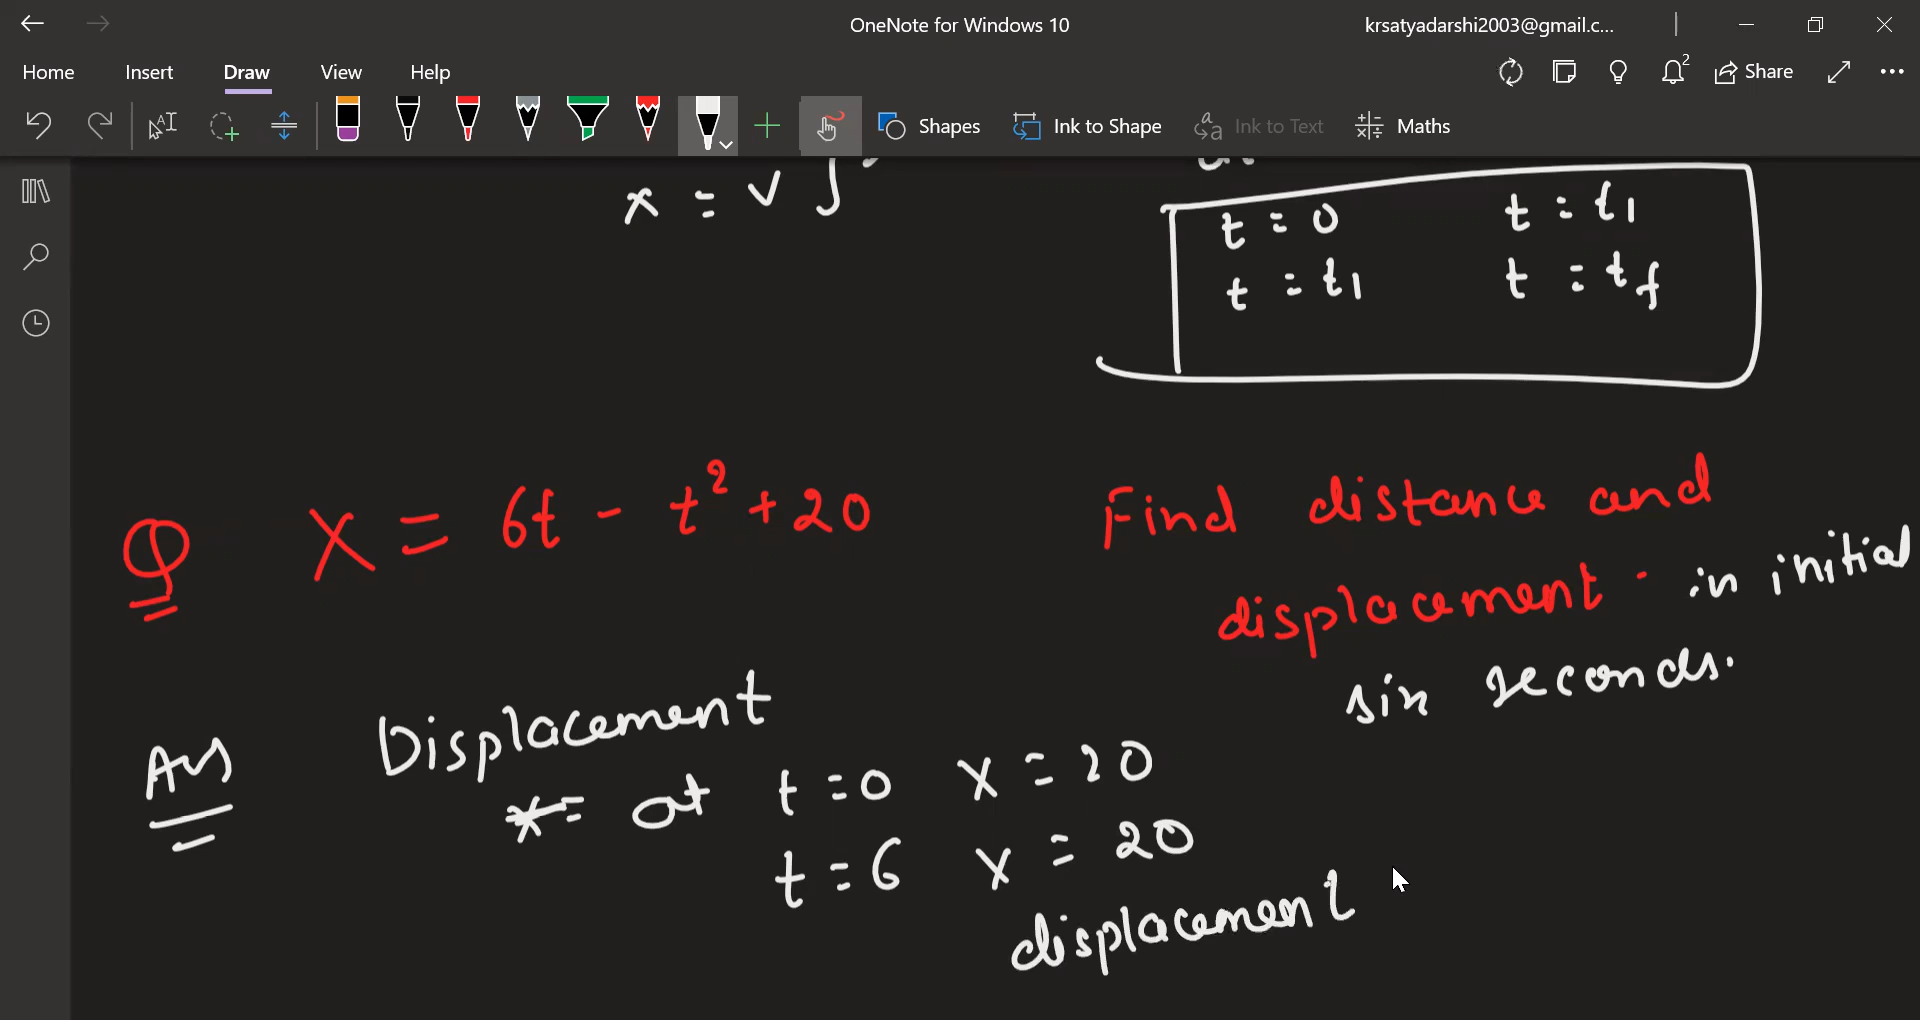 OneNote for Windows 10
krsatyadarshi2003@gmail.c...
Home Insert Draw View Help
2
Share
Shapes
Ink to Shape
Ink to Text
Maths
x = v
t = 0 t = t1
t = t1 t = tf
Q X = 6t - t² + 20 Find distance and
displacement. in initial
six seconds.
Ans Displacement
at t = 0 X = 20
t = 6 X = 20
displacement